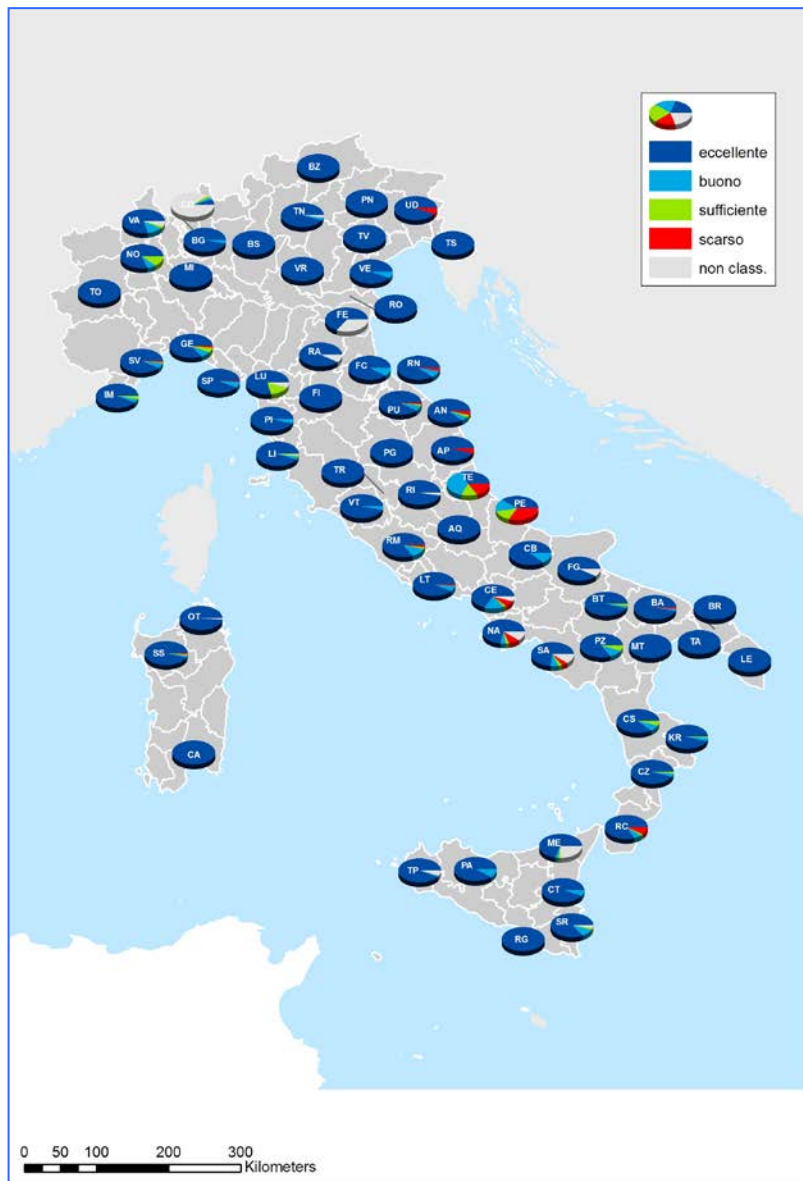 eccellente
buono
sufficiente
scarso
non class.
BZ
PN
UD
TN
VA
BG
BS
TV
TS
NO
MI
VR
VE
TO
RO
FE
GE
RA
SV
FC
RN
SP
LU
IM
FI
PU
AN
PI
LI
PG
AP
TR
TE
RI
VT
PE
AQ
RM
CB
FG
LT
CE
BT
BA
BR
OT
NA
SS
SA
PZ
MT
TA
LE
CS
KR
CA
CZ
RC
ME
TP
PA
CT
SR
RG
0 50 100 200 300
Kilometers